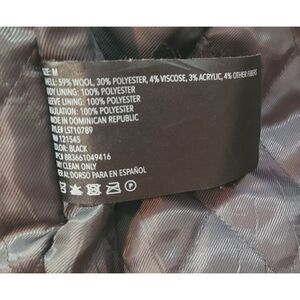 SIZE: M
SHELL: 59% WOOL, 30% POLYESTER, 4% VISCOSE, 3% ACRYLIC, 4% OTHER FIBERS
BODY LINING: 100% POLYESTER
SLEEVE LINING: 100% POLYESTER
INSULATION: 100% POLYESTER
MADE IN DOMINICAN REPUBLIC
STYLE# LST10789
121545
COLOR: BLACK
883661049416
DRY CLEAN ONLY
VER AL DORSO PARA EN ESPAÑOL